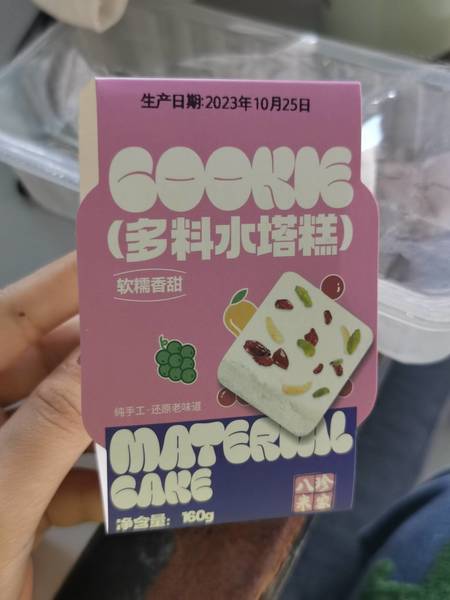 生产日期:2023年10月25日
COOKIE
(多料水塔糕)
软糯香甜
纯手工·还原老味道
MATERIAL
CAKE
八珍
米糕
净含量: 160g